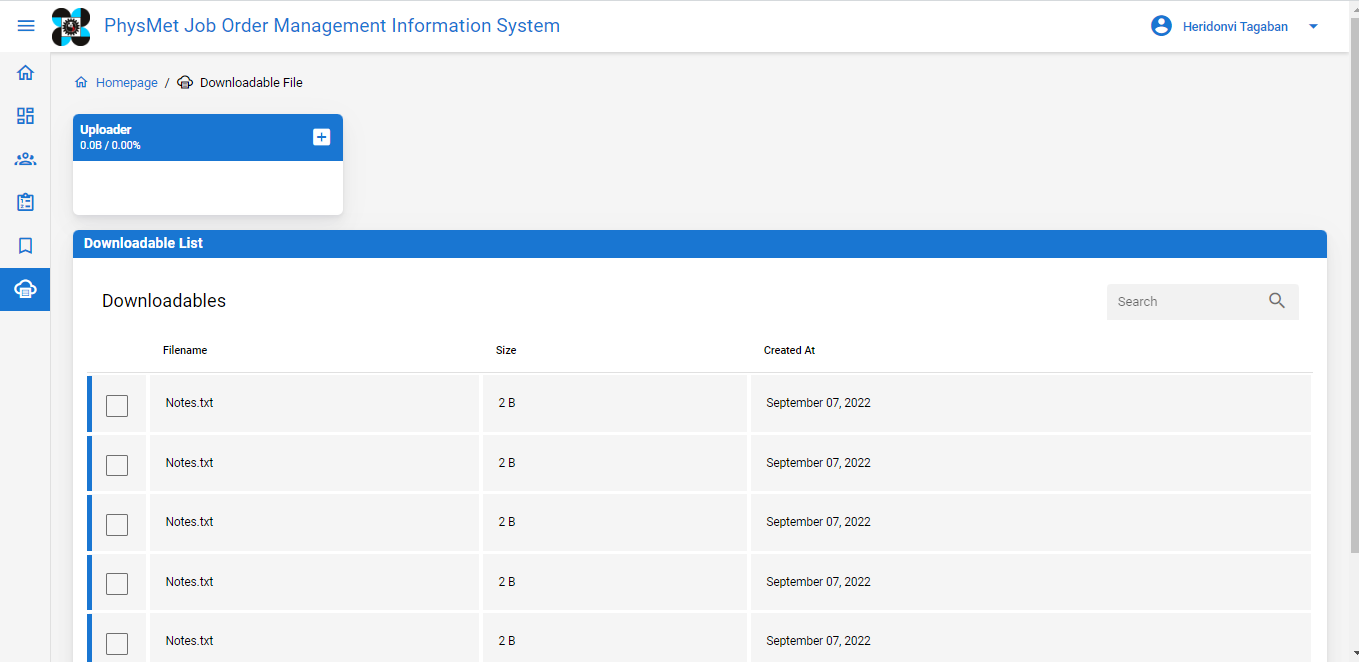 PhysMet Job Order Management Information System
Heridonvi Tagaban
Homepage / Downloadable File
Uploader
0.0B / 0.00%
Downloadable List
Downloadables
Search
Filename Size Created At
Notes.txt 2 B September 07, 2022
Notes.txt 2 B September 07, 2022
Notes.txt 2 B September 07, 2022
Notes.txt 2 B September 07, 2022
Notes.txt 2 B September 07, 2022